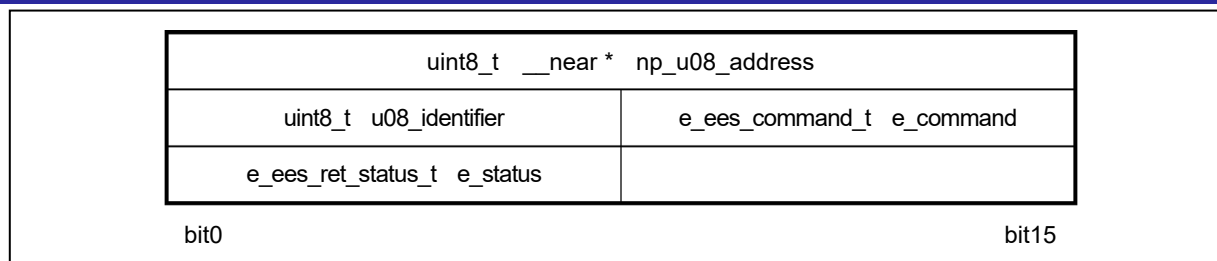 uint8_t __near * np_u08_address
uint8_t u08_identifier e_ees_command_t e_command
e_ees_ret_status_t e_status
bit0 bit15